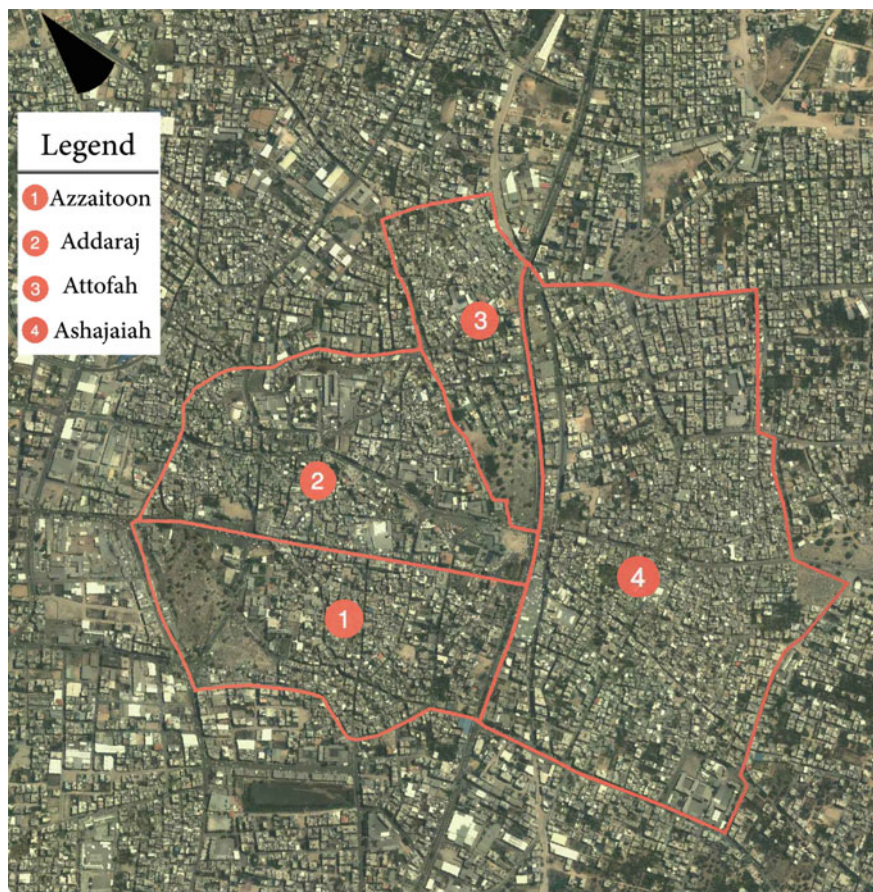 Legend
1 Azzaitoon
2 Addaraj
3 Attofah
4 Ashajaiah
3
2
4
1